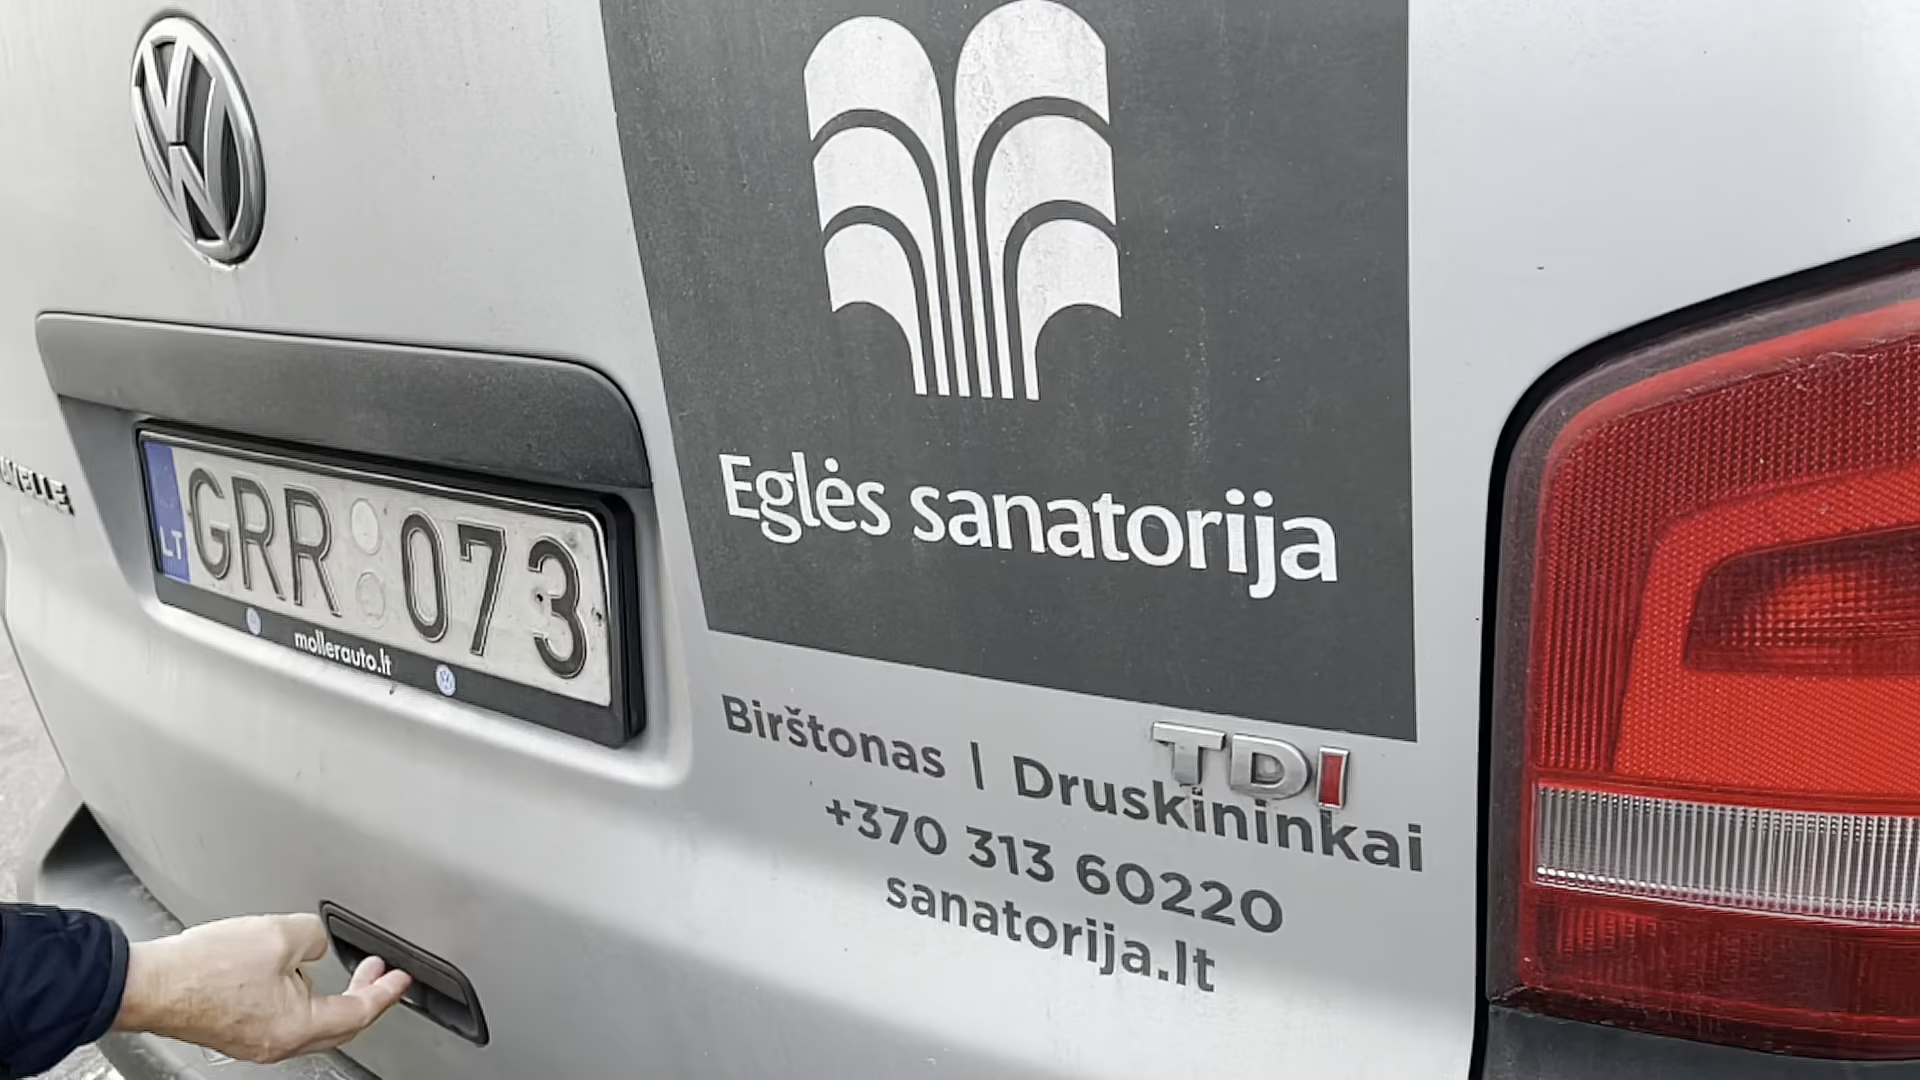 LT
GRR 073
mollerauto.lt
Eglės sanatorija
TDI
Birštonas | Druskininkai
+370 313 60220
sanatorija.lt